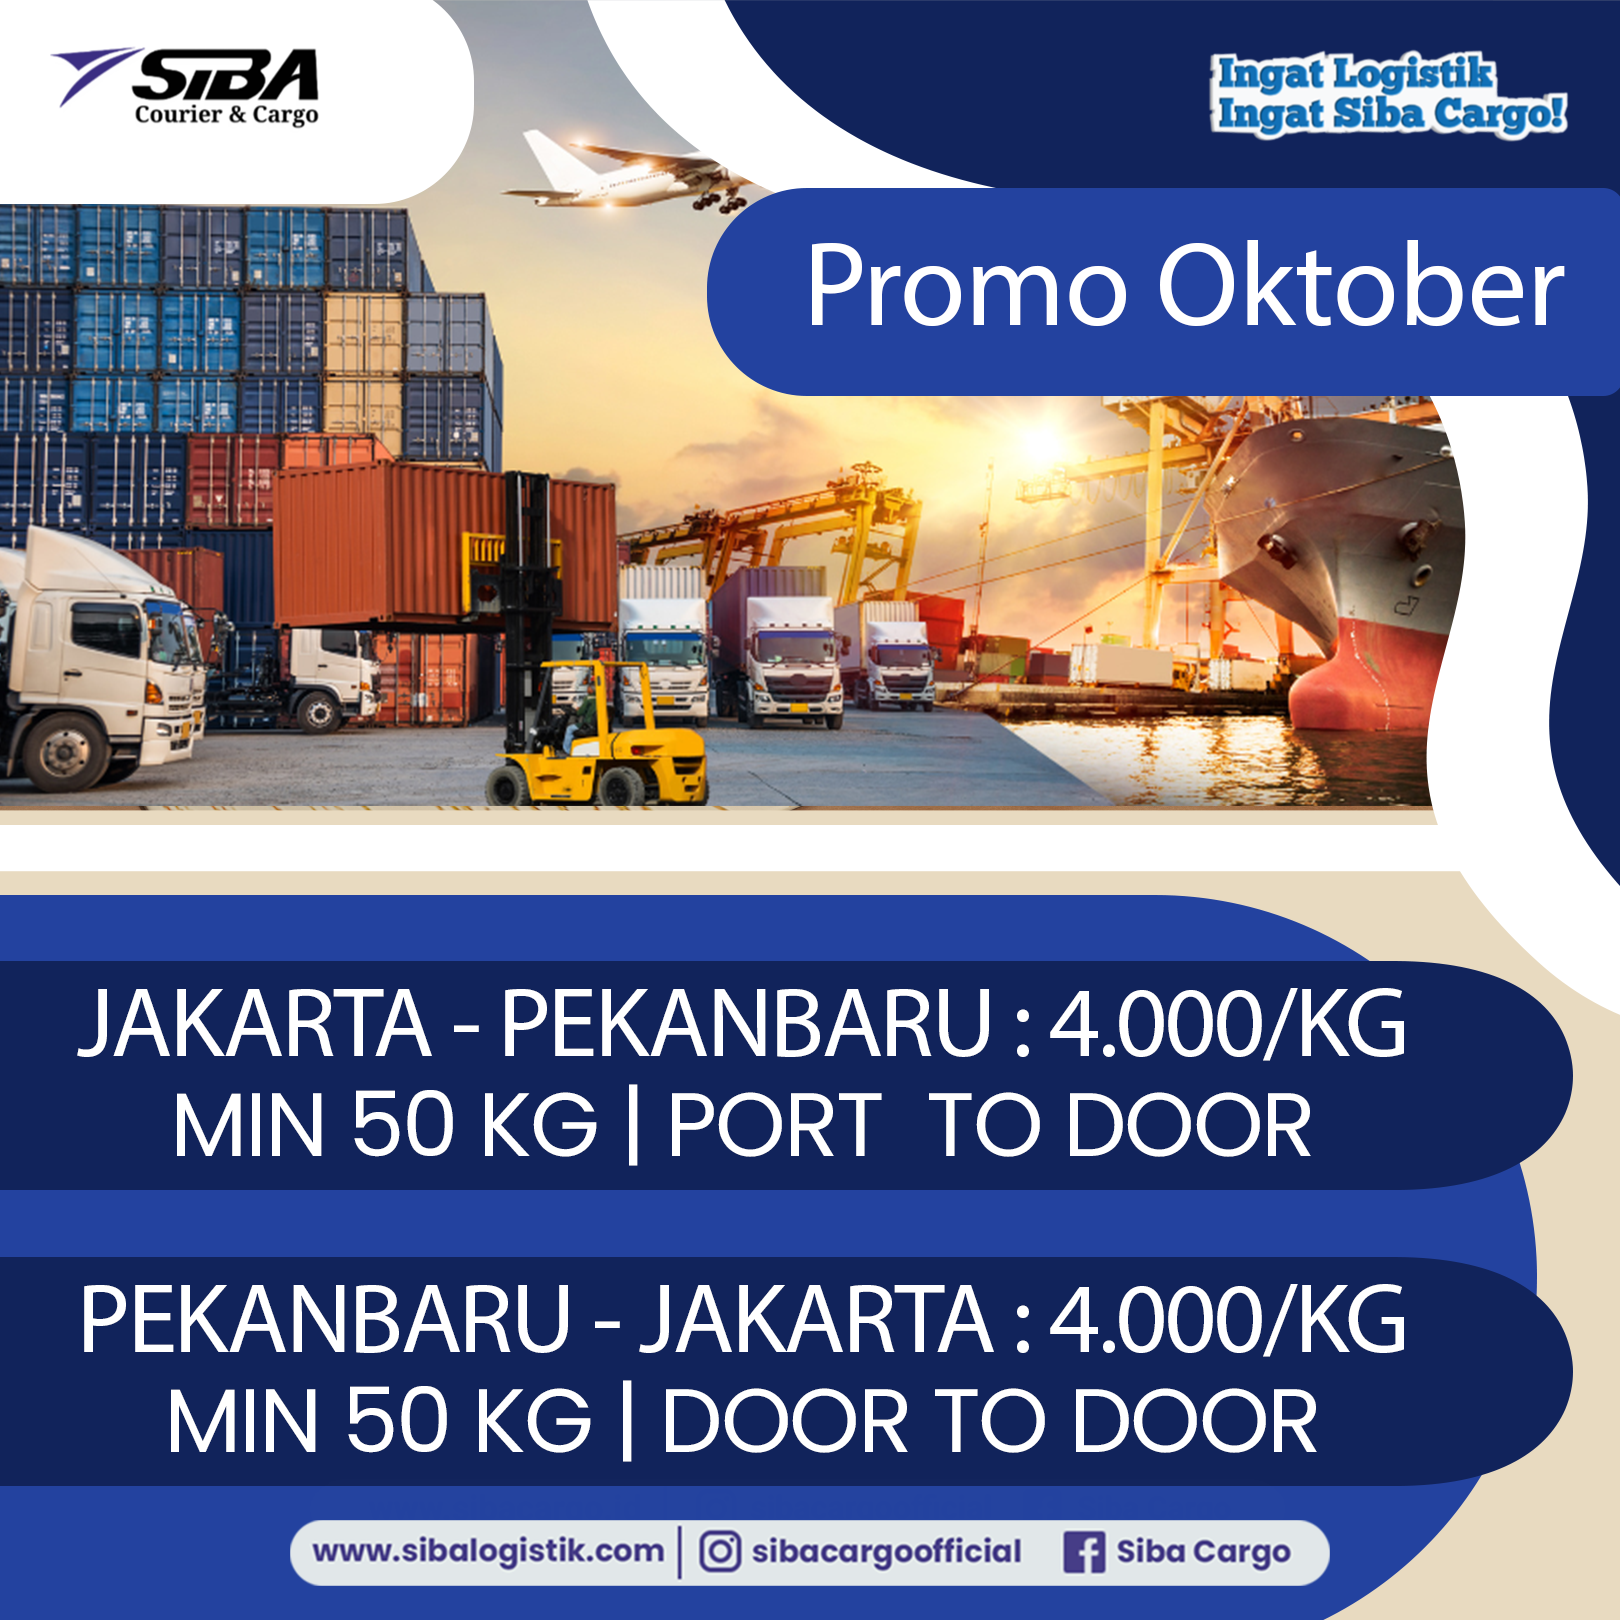 SIBA
Courier & Cargo
Ingat Logistik
Ingat Siba Cargo!
Promo Oktober
JAKARTA - PEKANBARU : 4.000/KG
MIN 50 KG | PORT TO DOOR
PEKANBARU - JAKARTA : 4.000/KG
MIN 50 KG | DOOR TO DOOR
www.sibalogistik.com | sibacargoofficial Siba Cargo